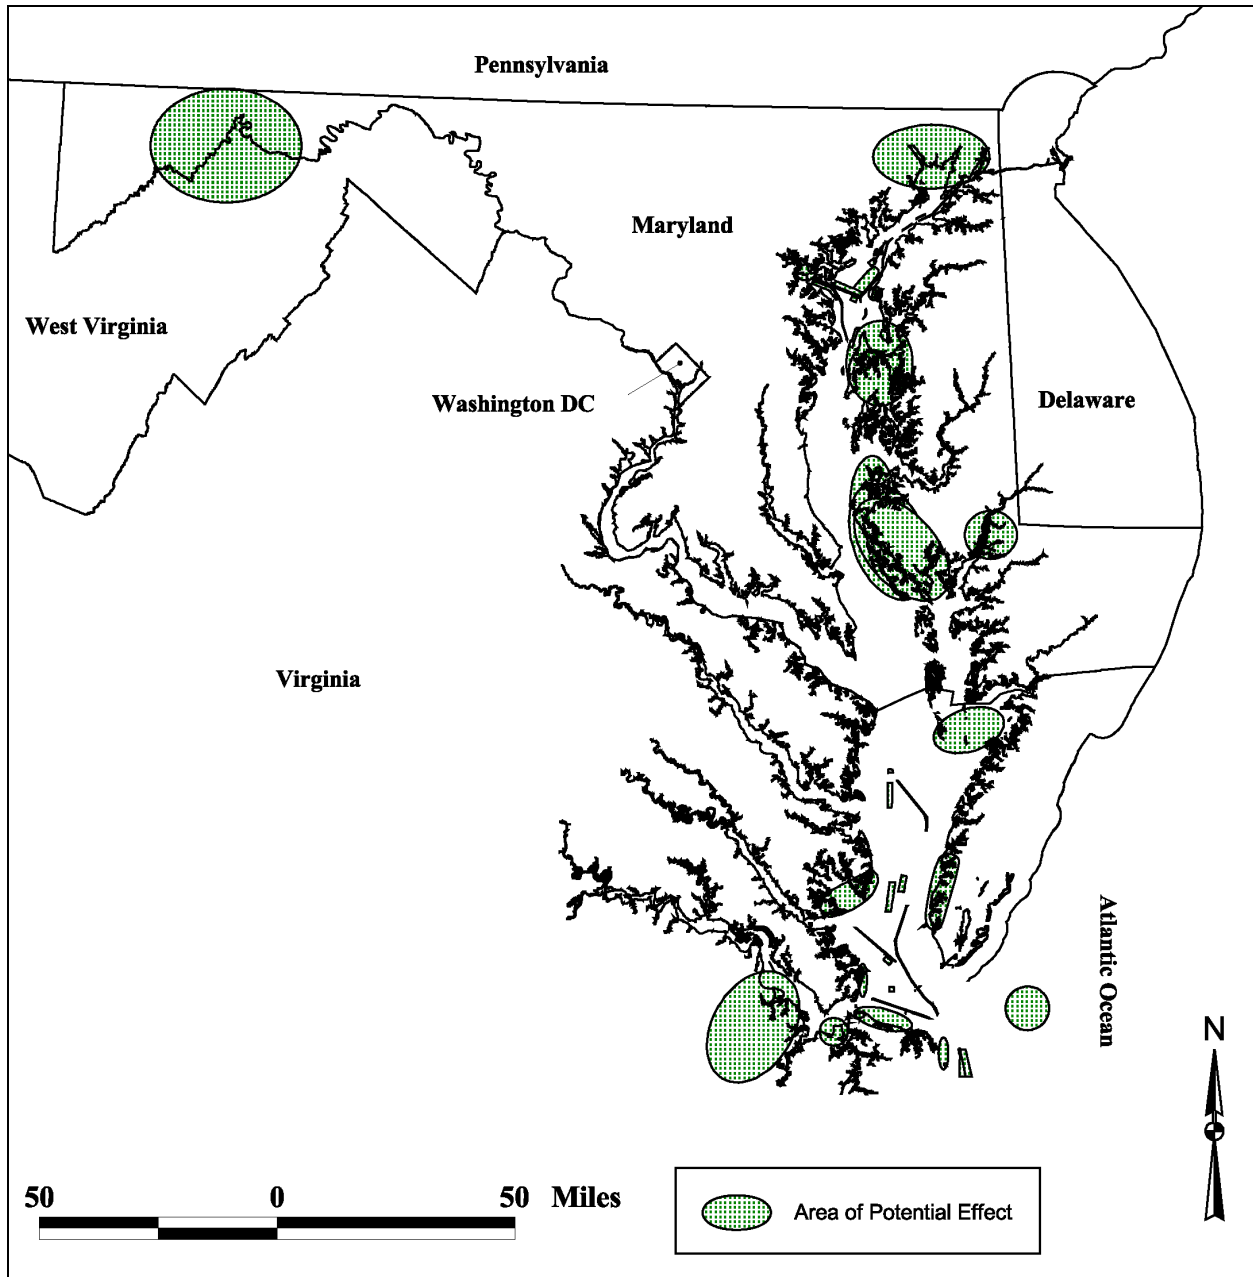 Pennsylvania
Maryland
West Virginia
Washington DC
Delaware
Virginia
Atlantic Ocean
N
50 0 50 Miles
Area of Potential Effect